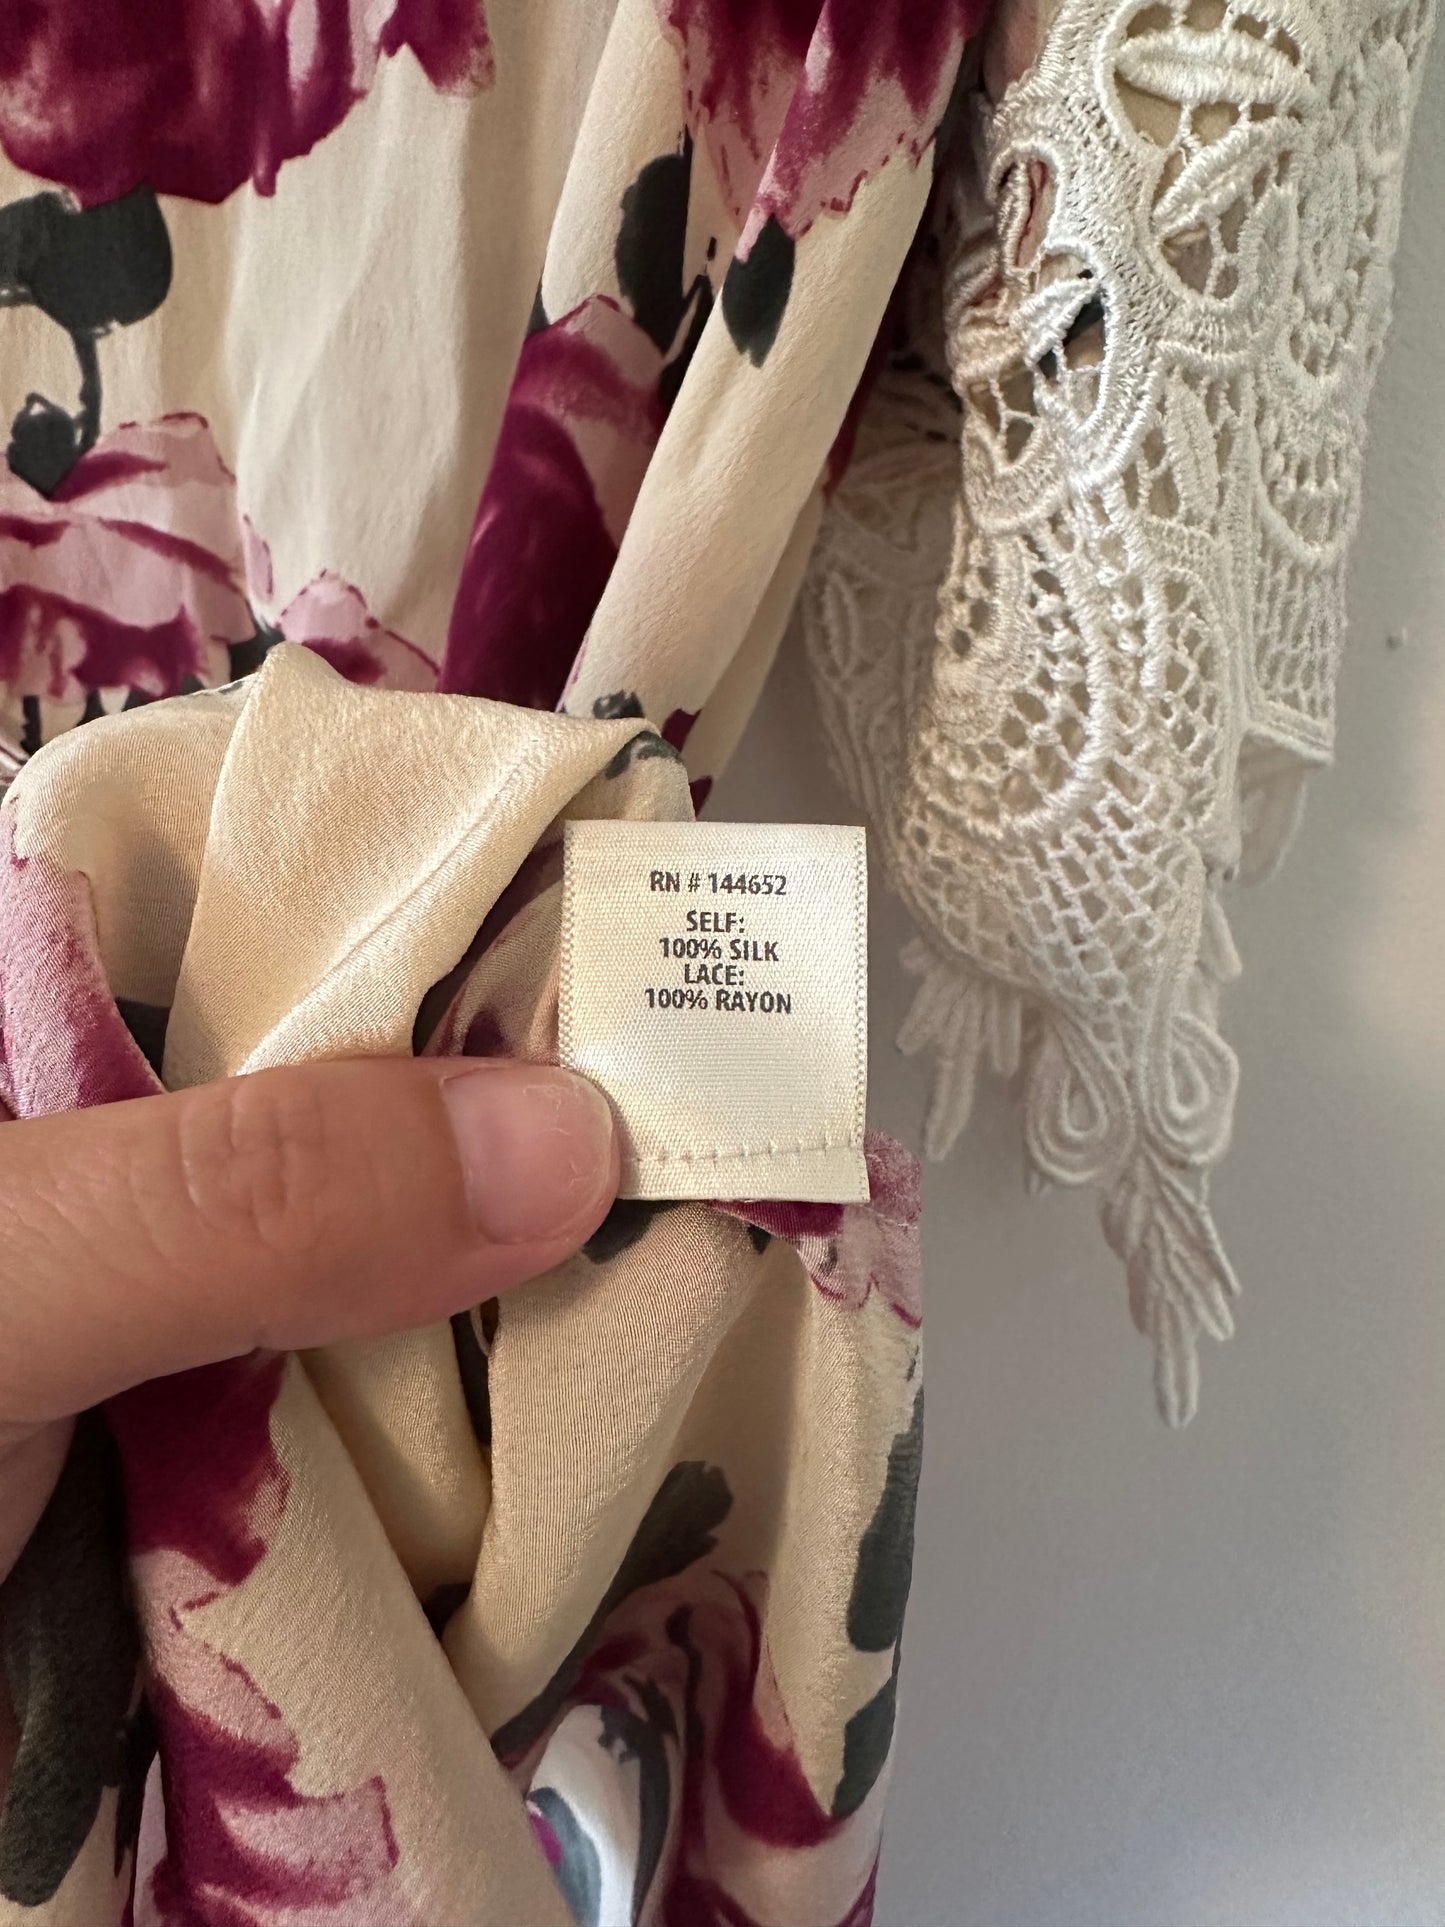 RN # 144652
SELF:
100% SILK
LACE:
100% RAYON